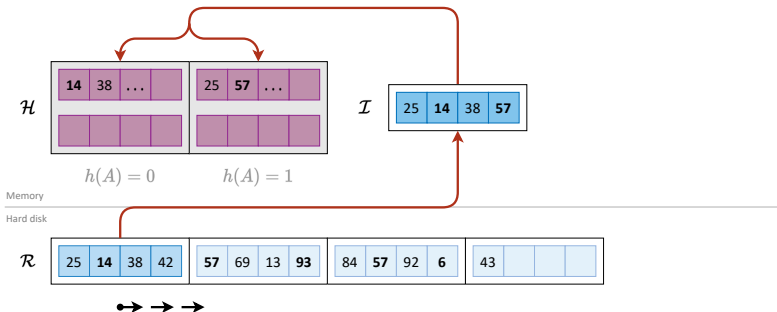 14 38 ... 25 57 ...
H I 25 14 38 57
h(A) = 0 h(A) = 1
Memory
Hard disk
R 25 14 38 42 57 69 13 93 84 57 92 6 43